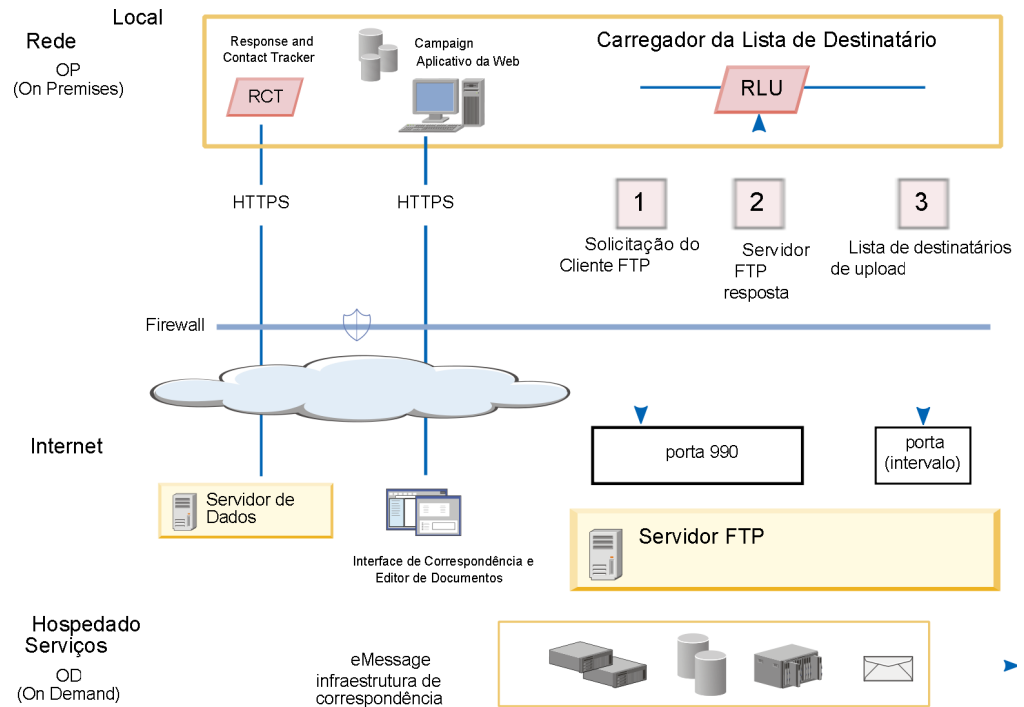 Local
Rede
OP
(On Premises)
Response and
Contact Tracker
RCT
Campaign
Aplicativo da Web
Carregador da Lista de Destinatário
RLU
HTTPS
HTTPS
1
Solicitação do
Cliente FTP
2
Servidor
FTP
resposta
3
Lista de destinatários
de upload
Firewall
Internet
porta 990
porta
(intervalo)
Servidor de
Dados
Interface de Correspondência e
Editor de Documentos
Servidor FTP
Hospedado
Serviços
OD
(On Demand)
eMessage
infraestrutura de
correspondência